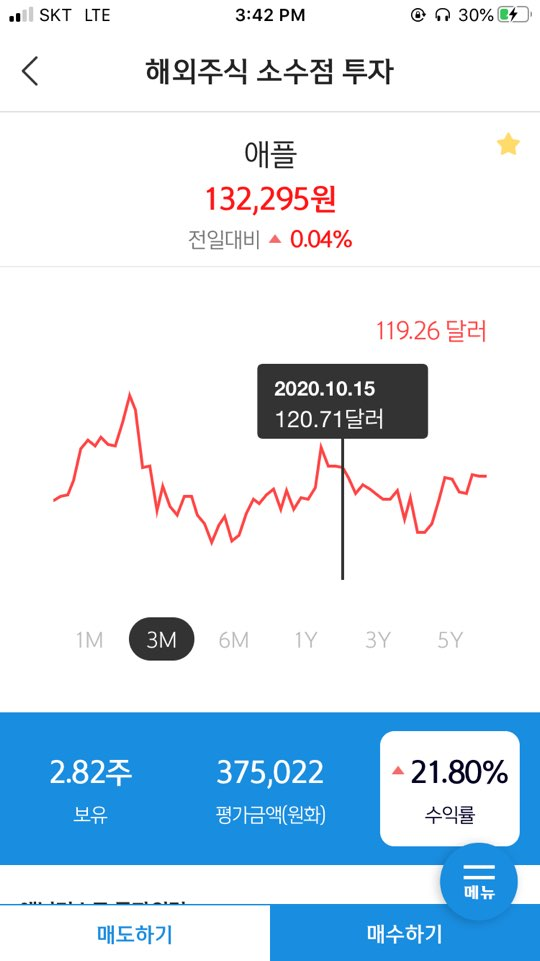 SKT LTE 3:42 PM 30%
해외주식 소수점 투자
애플
132,295원
전일대비 ▲ 0.04%
119.26 달러
2020.10.15
120.71달러
1M 3M 6M 1Y 3Y 5Y
2.82주 375,022 ▲ 21.80%
보유 평가금액(원화) 수익률
메뉴
매도하기 매수하기